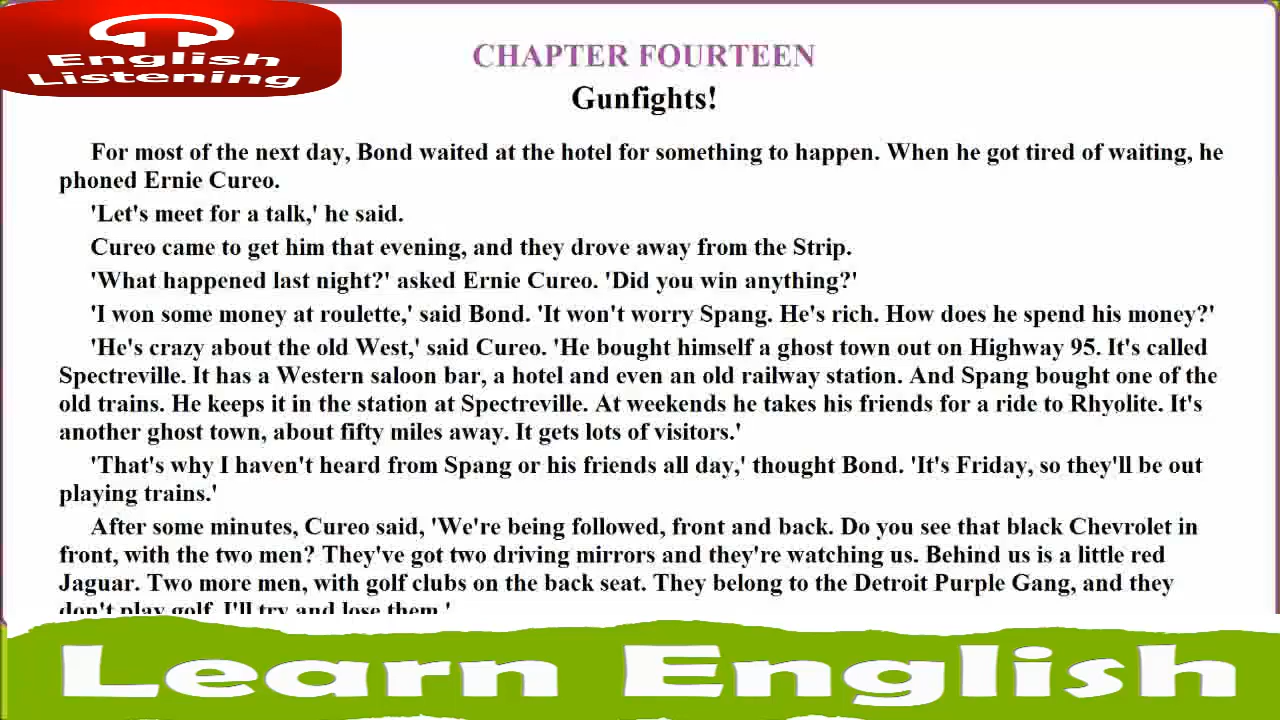 English
Listening
CHAPTER FOURTEEN
Gunfights!
For most of the next day, Bond waited at the hotel for something to happen. When he got tired of waiting, he
phoned Ernie Cureo.
'Let's meet for a talk,' he said.
Cureo came to get him that evening, and they drove away from the Strip.
'What happened last night?' asked Ernie Cureo. 'Did you win anything?'
'I won some money at roulette,' said Bond. 'It won't worry Spang. He's rich. How does he spend his money?'
'He's crazy about the old West,' said Cureo. 'He bought himself a ghost town out on Highway 95. It's called
Spectreville. It has a Western saloon bar, a hotel and even an old railway station. And Spang bought one of the
old trains. He keeps it in the station at Spectreville. At weekends he takes his friends for a ride to Rhyolite. It's
another ghost town, about fifty miles away. It gets lots of visitors.'
'That's why I haven't heard from Spang or his friends all day,' thought Bond. 'It's Friday, so they'll be out
playing trains.'
After some minutes, Cureo said, 'We're being followed, front and back. Do you see that black Chevrolet in
front, with the two men? They've got two driving mirrors and they're watching us. Behind us is a little red
Jaguar. Two more men, with golf clubs on the back seat. They belong to the Detroit Purple Gang, and they
don't play golf. I'll try and lose them.'
Learn English